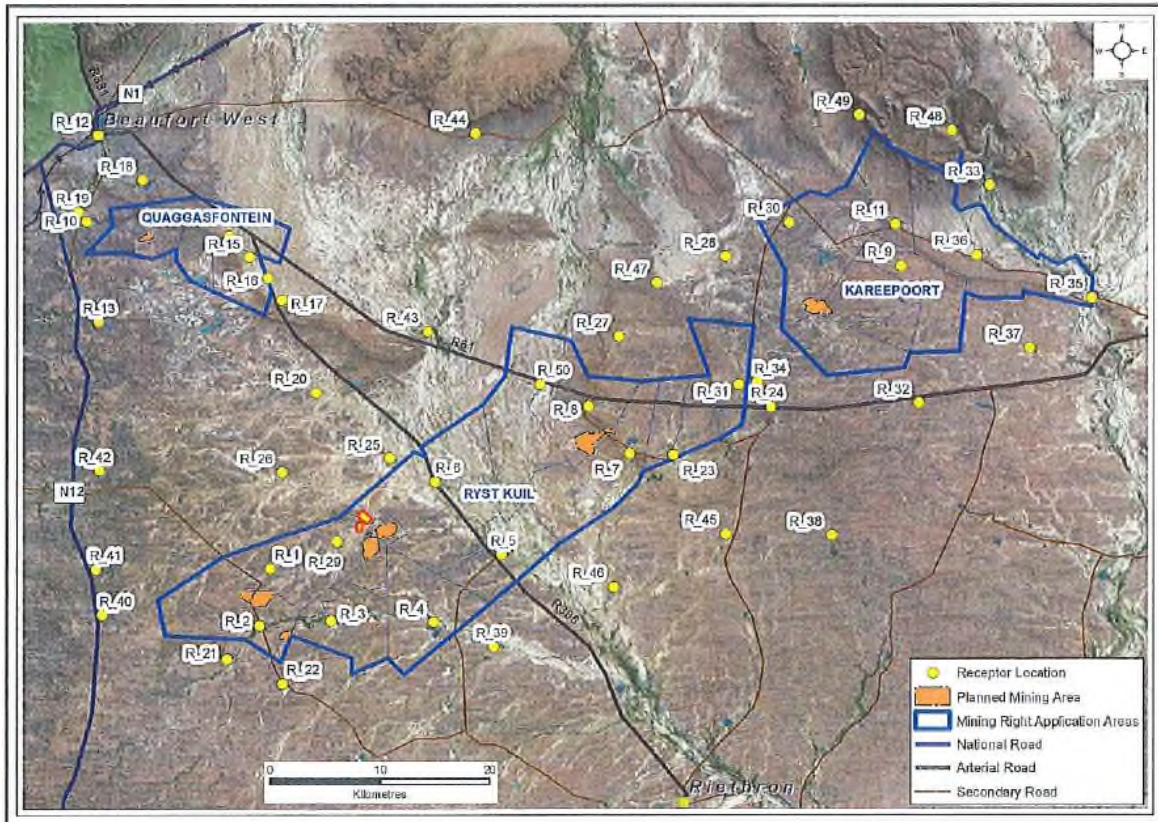 N
W E
S
R381
N1
Beaufort West
R_12
R_18
R_19
R_10
QUAGGASFONTEIN
R_15
R_16
R_17
R_13
R_44
R_49
R_48
R_33
R_30
R_11
R_36
R_9
R_28
R_47
R_35
KAREEPOORT
R_43
R61
R_27
R_37
R_20
R_50
R_34
R_31
R_24
R_32
R_8
R_25
R_26
R_42
N12
R_6
RYST KUIL
R_7
R_23
R_45
R_38
R_5
R_29
R_1
R_41
R_46
R_40
R_2
R_3
R_4
R_39
R_21
R_22
R306
Rietbron
0 10 20
Kilometres
Receptor Location
Planned Mining Area
Mining Right Application Areas
National Road
Arterial Road
Secondary Road